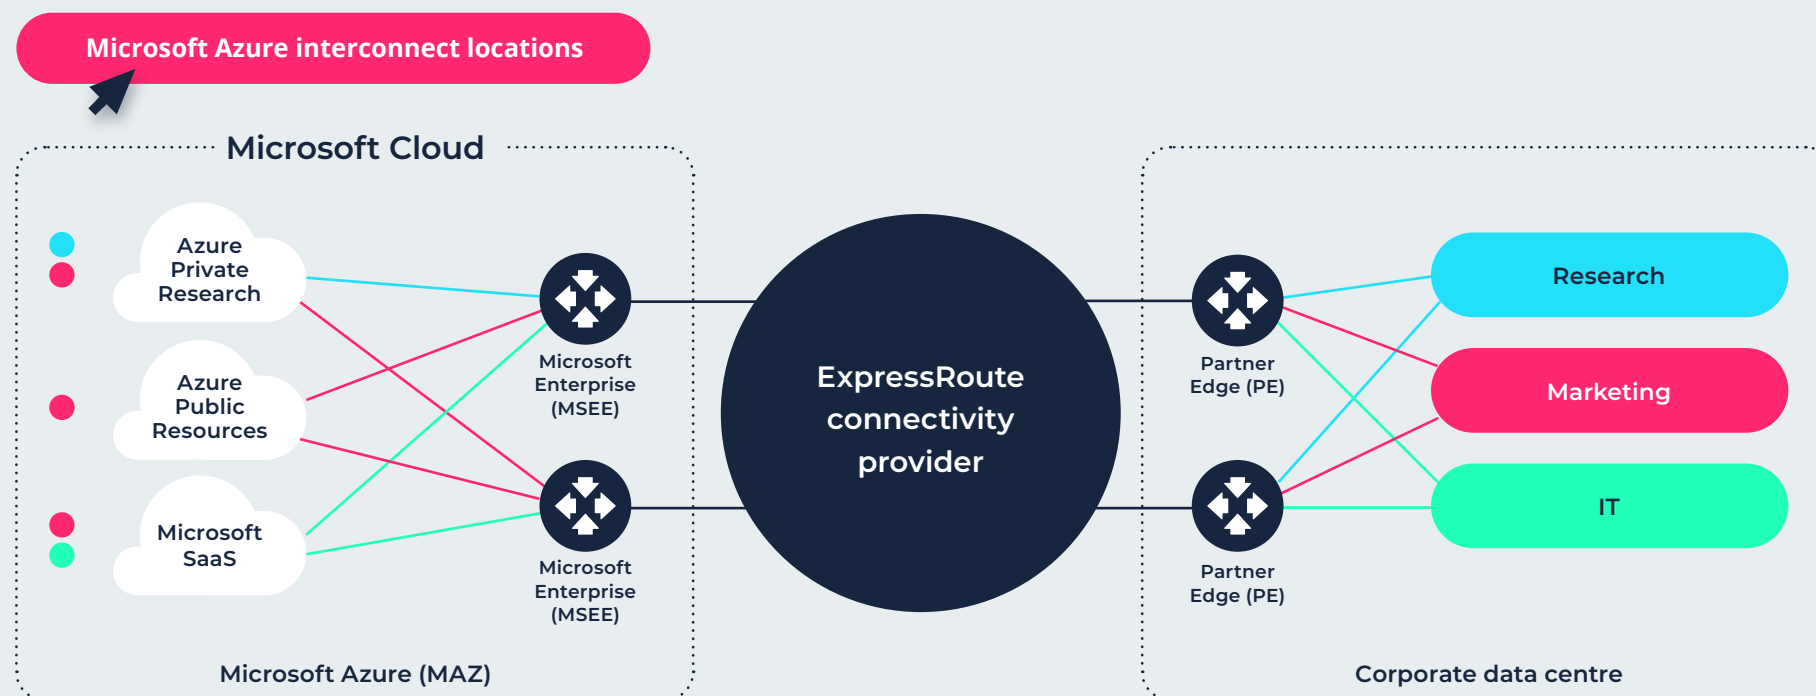 Microsoft Azure interconnect locations
Microsoft Cloud
Azure
Private
Research
Azure
Public
Resources
Microsoft
SaaS
Microsoft
Enterprise
(MSEE)
Microsoft
Enterprise
(MSEE)
Microsoft Azure (MAZ)
ExpressRoute
connectivity
provider
Partner
Edge (PE)
Partner
Edge (PE)
Research
Marketing
IT
Corporate data centre